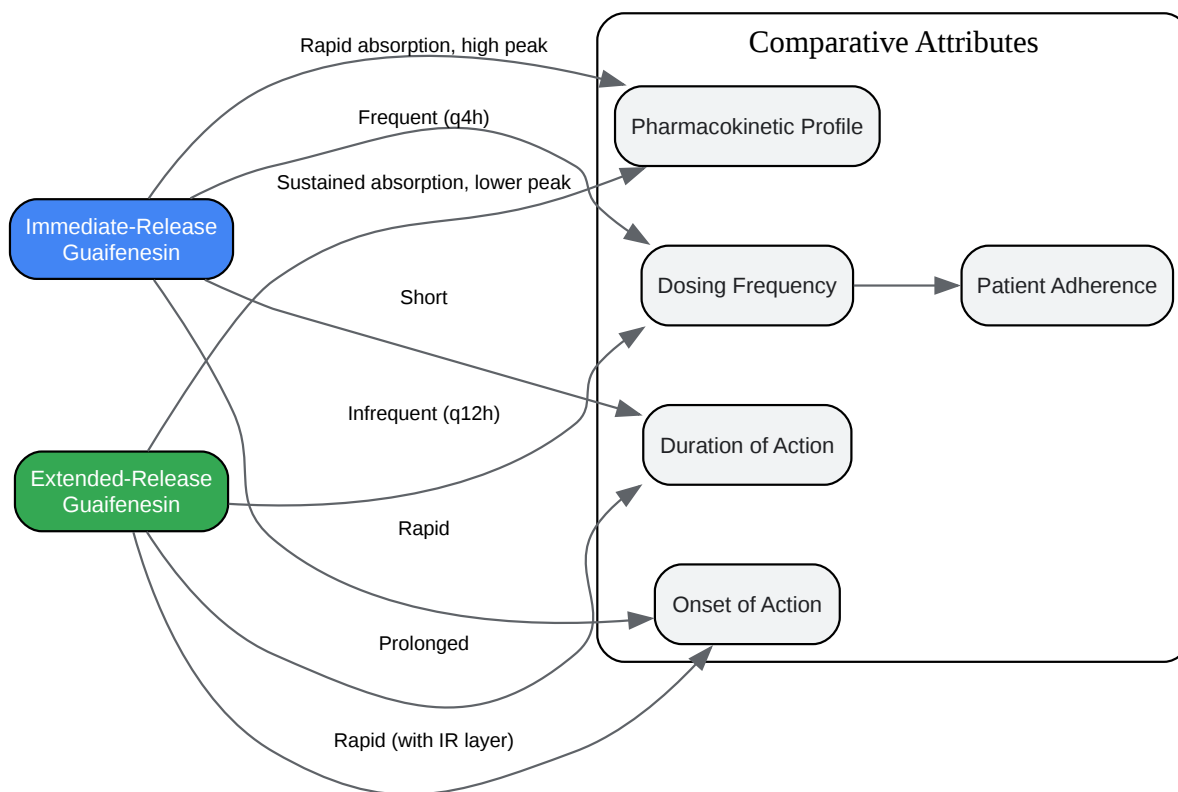 Rapid absorption, high peak
Comparative Attributes
Frequent (q4h)
Pharmacokinetic Profile
Sustained absorption, lower peak
Immediate-Release
Guaifenesin
Short
Dosing Frequency
Patient Adherence
Infrequent (q12h)
Duration of Action
Extended-Release
Guaifenesin
Rapid
Onset of Action
Prolonged
Rapid (with IR layer)